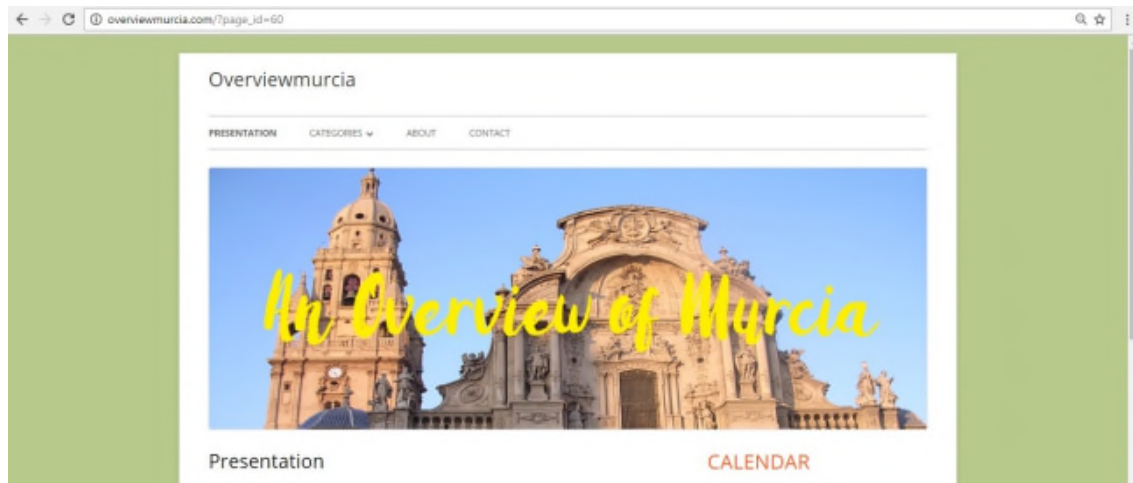 overviewmurcia.com/?page_id=60
Overviewmurcia
PRESENTATION CATEGORIES ABOUT CONTACT
An Overview of Murcia
Presentation CALENDAR